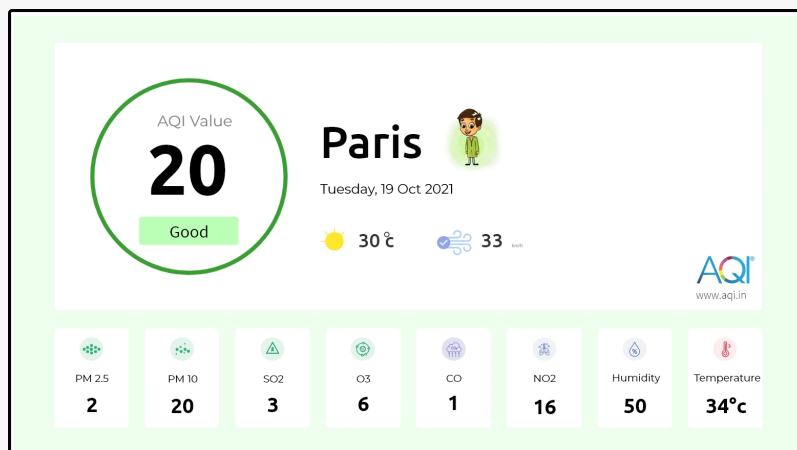 AQI Value
20
Good
Paris
Tuesday, 19 Oct 2021
30°c
33 km/h
AQI®
www.aqi.in
PM 2.5
2
PM 10
20
SO2
3
O3
6
CO
1
NO2
16
Humidity
50
Temperature
34°c